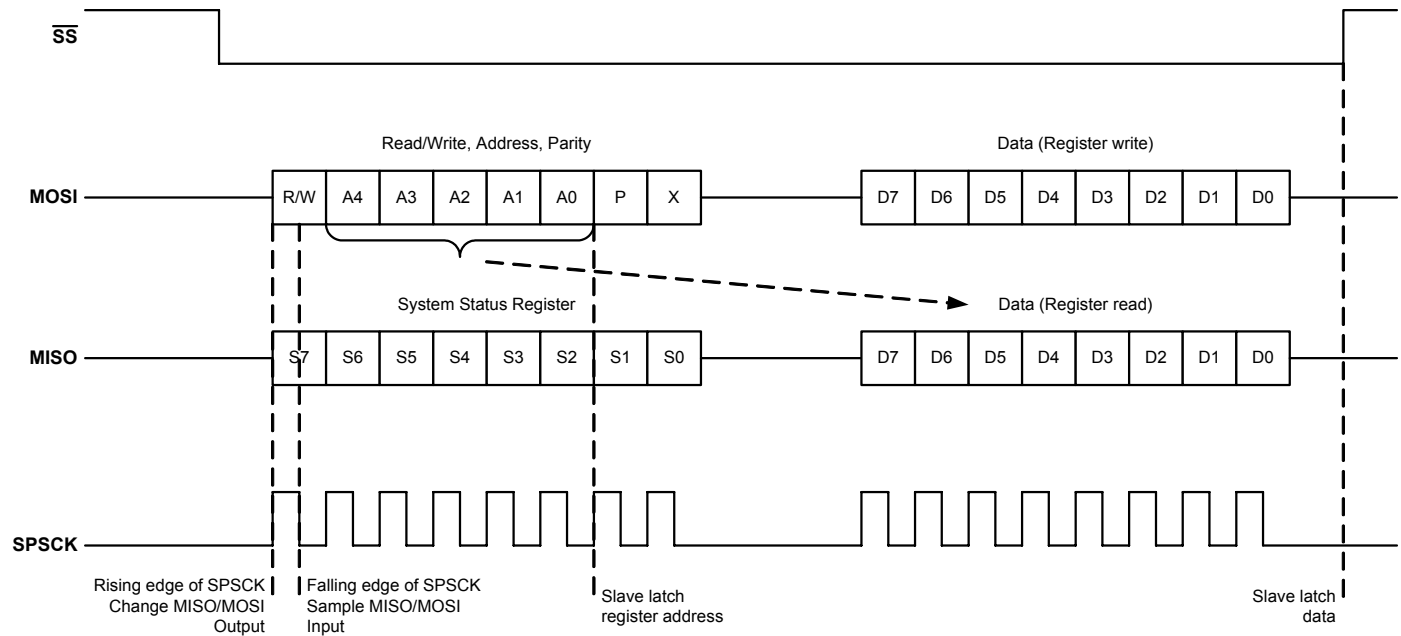 SS
Read/Write, Address, Parity
Data (Register write)
MOSI
R/W A4 A3 A2 A1 A0 P X
D7 D6 D5 D4 D3 D2 D1 D0
System Status Register
Data (Register read)
MISO
S7 S6 S5 S4 S3 S2 S1 S0
D7 D6 D5 D4 D3 D2 D1 D0
SPSCK
Rising edge of SPSCK
Change MISO/MOSI
Output
Falling edge of SPSCK
Sample MISO/MOSI
Input
Slave latch
register address
Slave latch
data